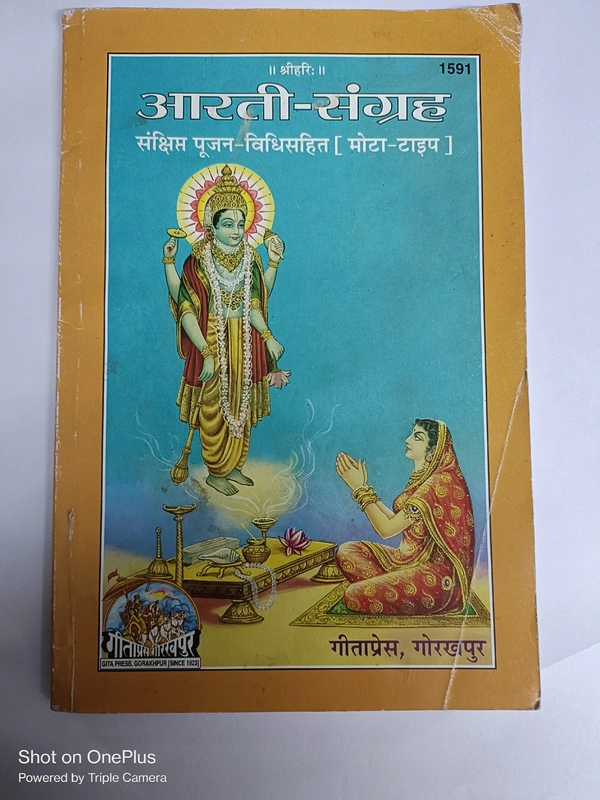 ॥ श्रीहरिः ॥
1591
आरती-संग्रह
संक्षिप्त पूजन-विधिसहित [ मोटा-टाइप ]
गीताप्रेस गोरखपुर
GITA PRESS, GORAKHPUR [SINCE 1923]
गीताप्रेस, गोरखपुर
Shot on OnePlus
Powered by Triple Camera